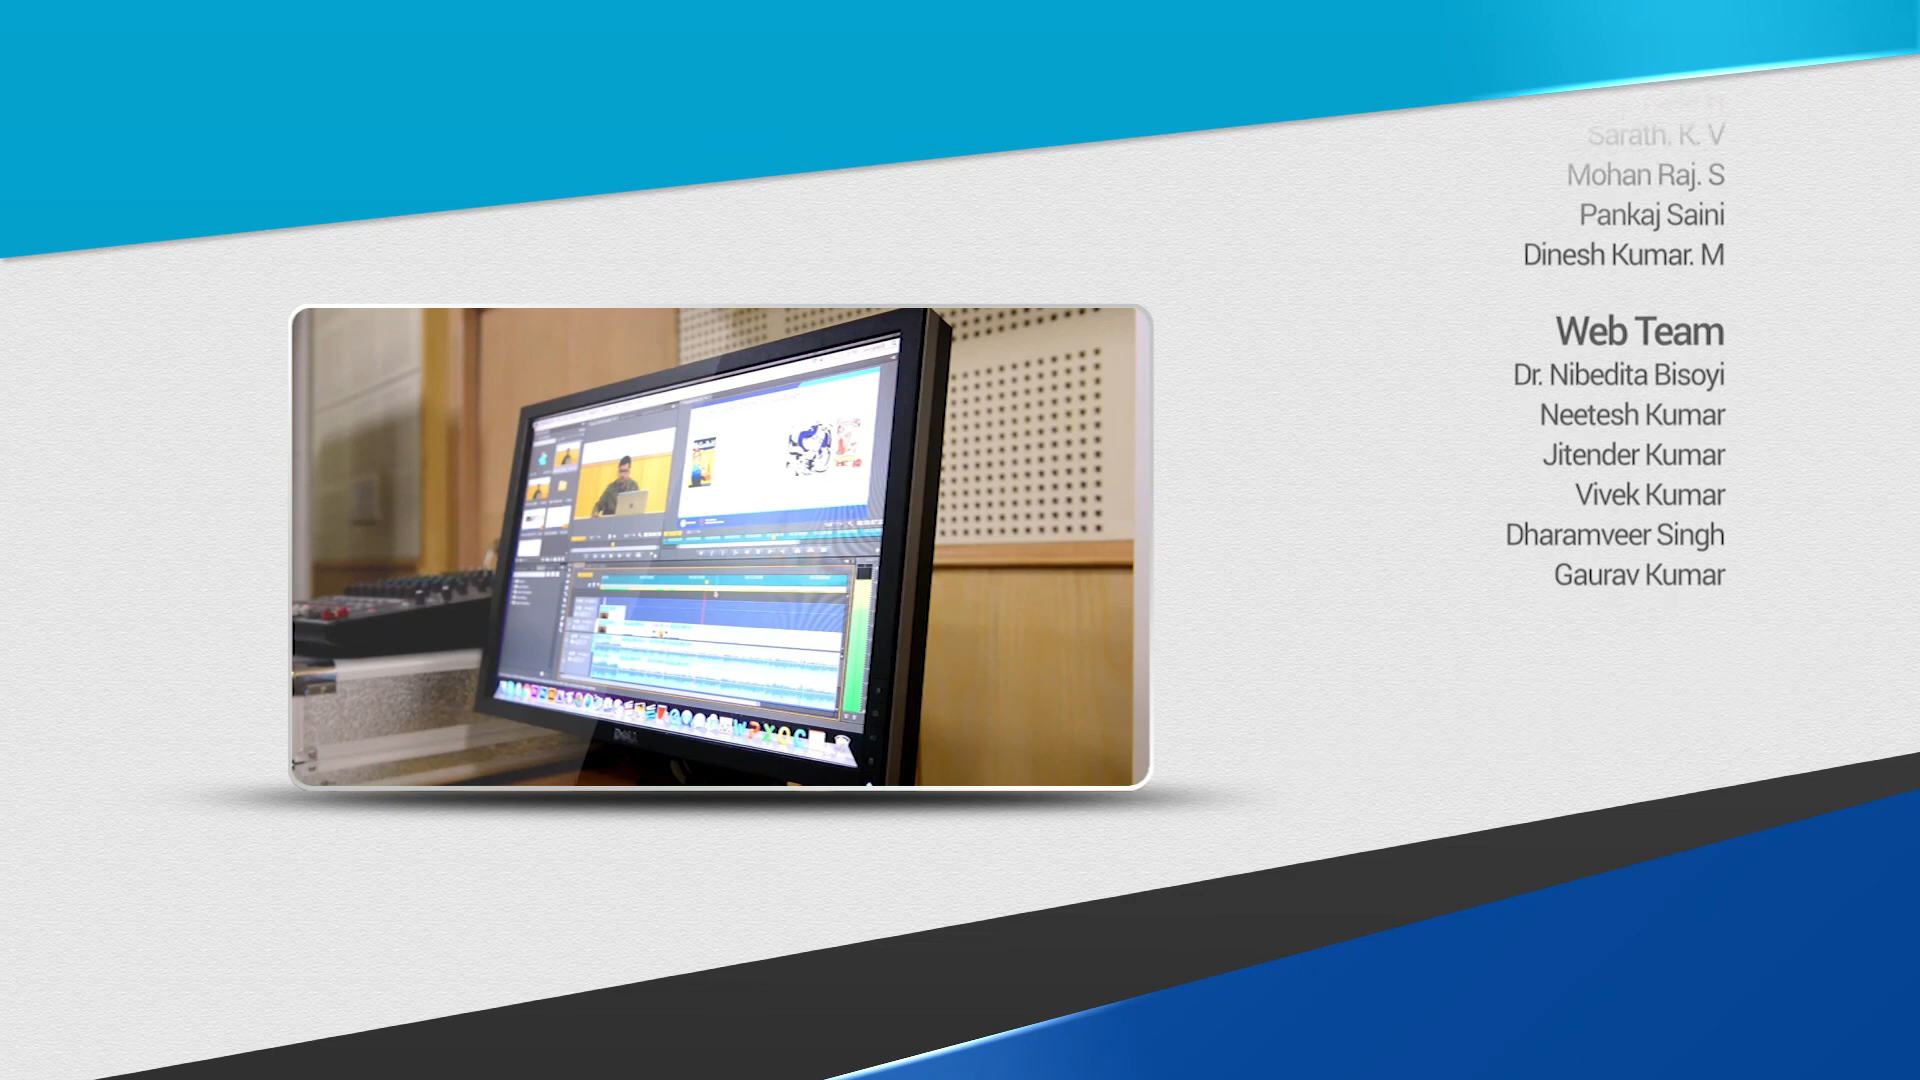 Sarath. K. V
Mohan Raj. S
Pankaj Saini
Dinesh Kumar. M
Web Team
Dr. Nibedita Bisoyi
Neetesh Kumar
Jitender Kumar
Vivek Kumar
Dharamveer Singh
Gaurav Kumar
DELL